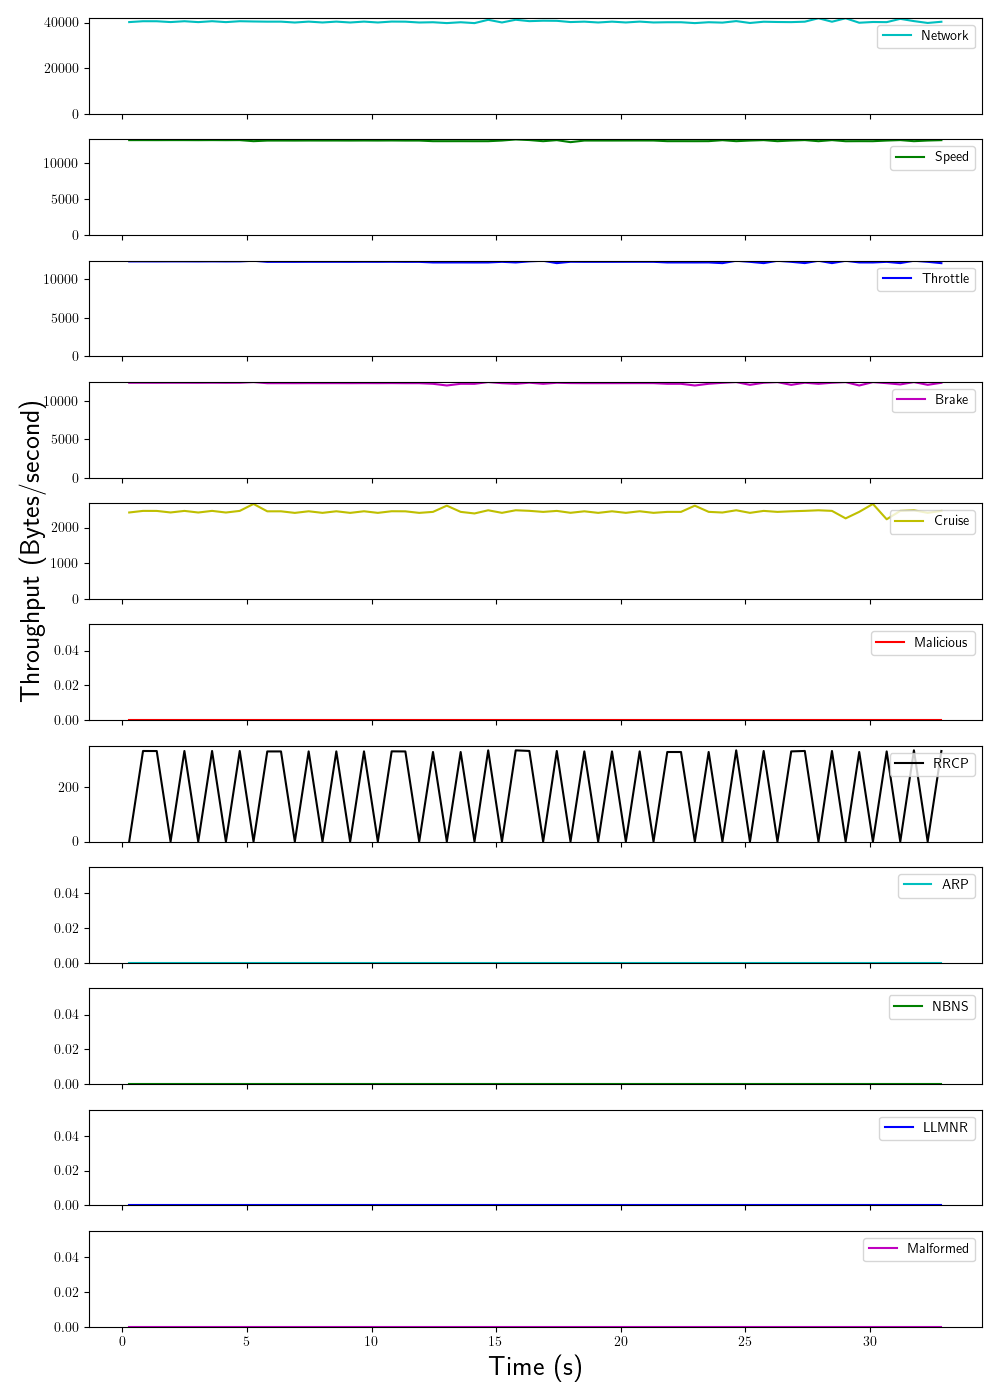 40000
20000
0
Network
10000
5000
0
Speed
10000
5000
0
Throttle
10000
5000
0
Brake
2000
1000
0
Cruise
Throughput (Bytes/second)
0.04
0.02
0.00
Malicious
200
0
RRCP
0.04
0.02
0.00
ARP
0.04
0.02
0.00
NBNS
0.04
0.02
0.00
LLMNR
0.04
0.02
0.00
Malformed
0 5 10 15 20 25 30
Time (s)